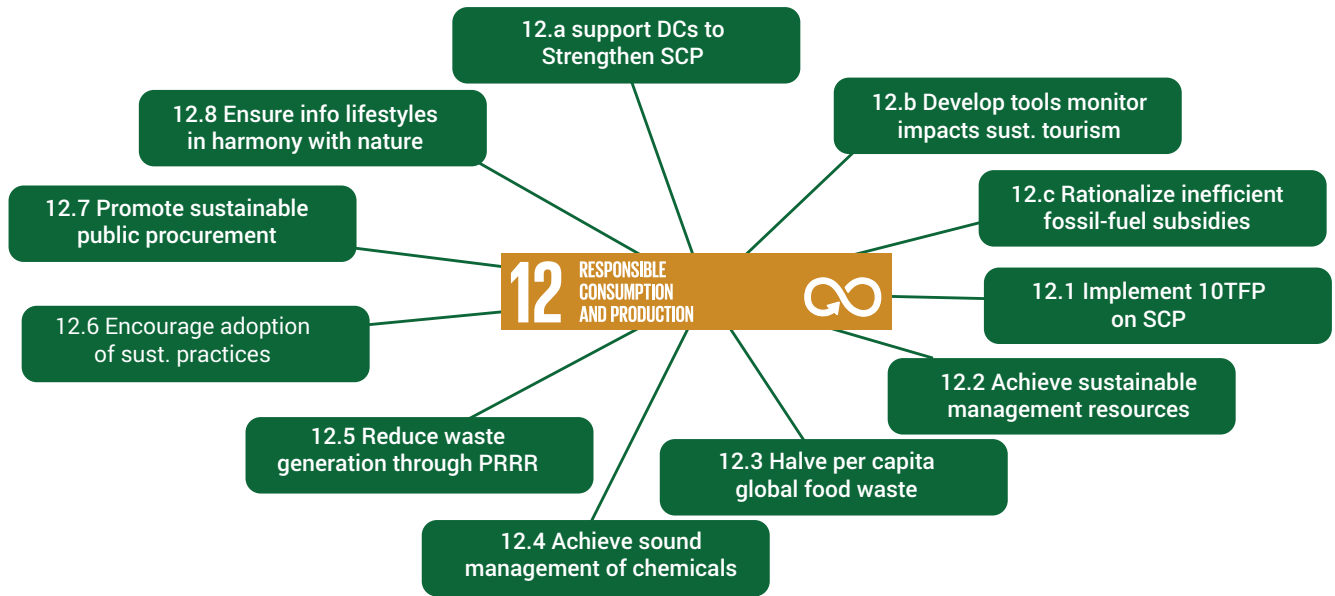 12.a support DCs to
Strengthen SCP
12.8 Ensure info lifestyles
in harmony with nature
12.b Develop tools monitor
impacts sust. tourism
12.7 Promote sustainable
public procurement
12.c Rationalize inefficient
fossil-fuel subsidies
12 RESPONSIBLE
CONSUMPTION
AND PRODUCTION
12.1 Implement 10TFP
on SCP
12.6 Encourage adoption
of sust. practices
12.2 Achieve sustainable
management resources
12.5 Reduce waste
generation through PRRR
12.3 Halve per capita
global food waste
12.4 Achieve sound
management of chemicals